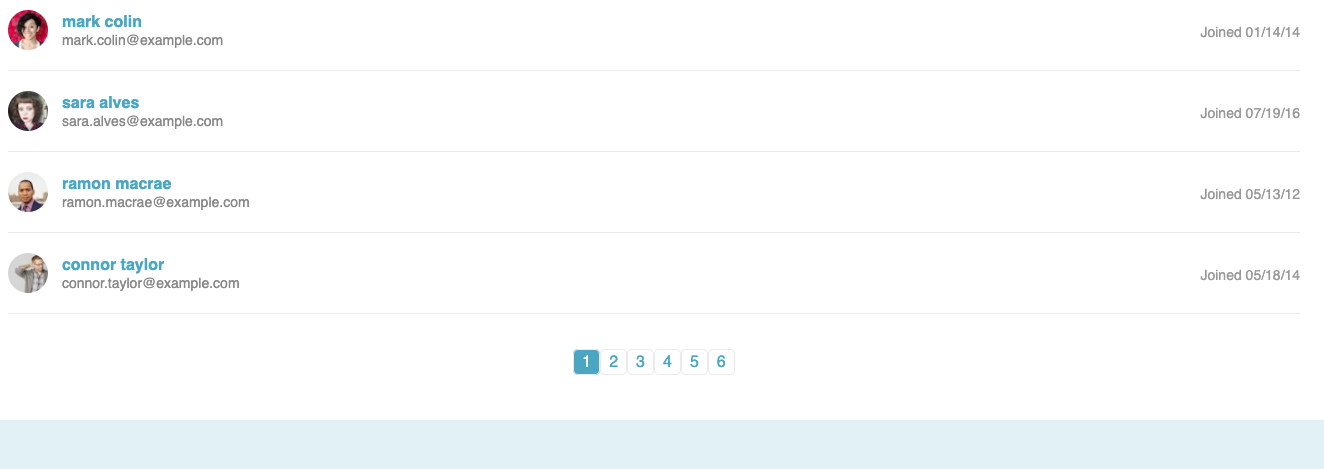 mark colin
mark.colin@example.com
Joined 01/14/14
sara alves
sara.alves@example.com
Joined 07/19/16
ramon macrae
ramon.macrae@example.com
Joined 05/13/12
connor taylor
connor.taylor@example.com
Joined 05/18/14
1 2 3 4 5 6